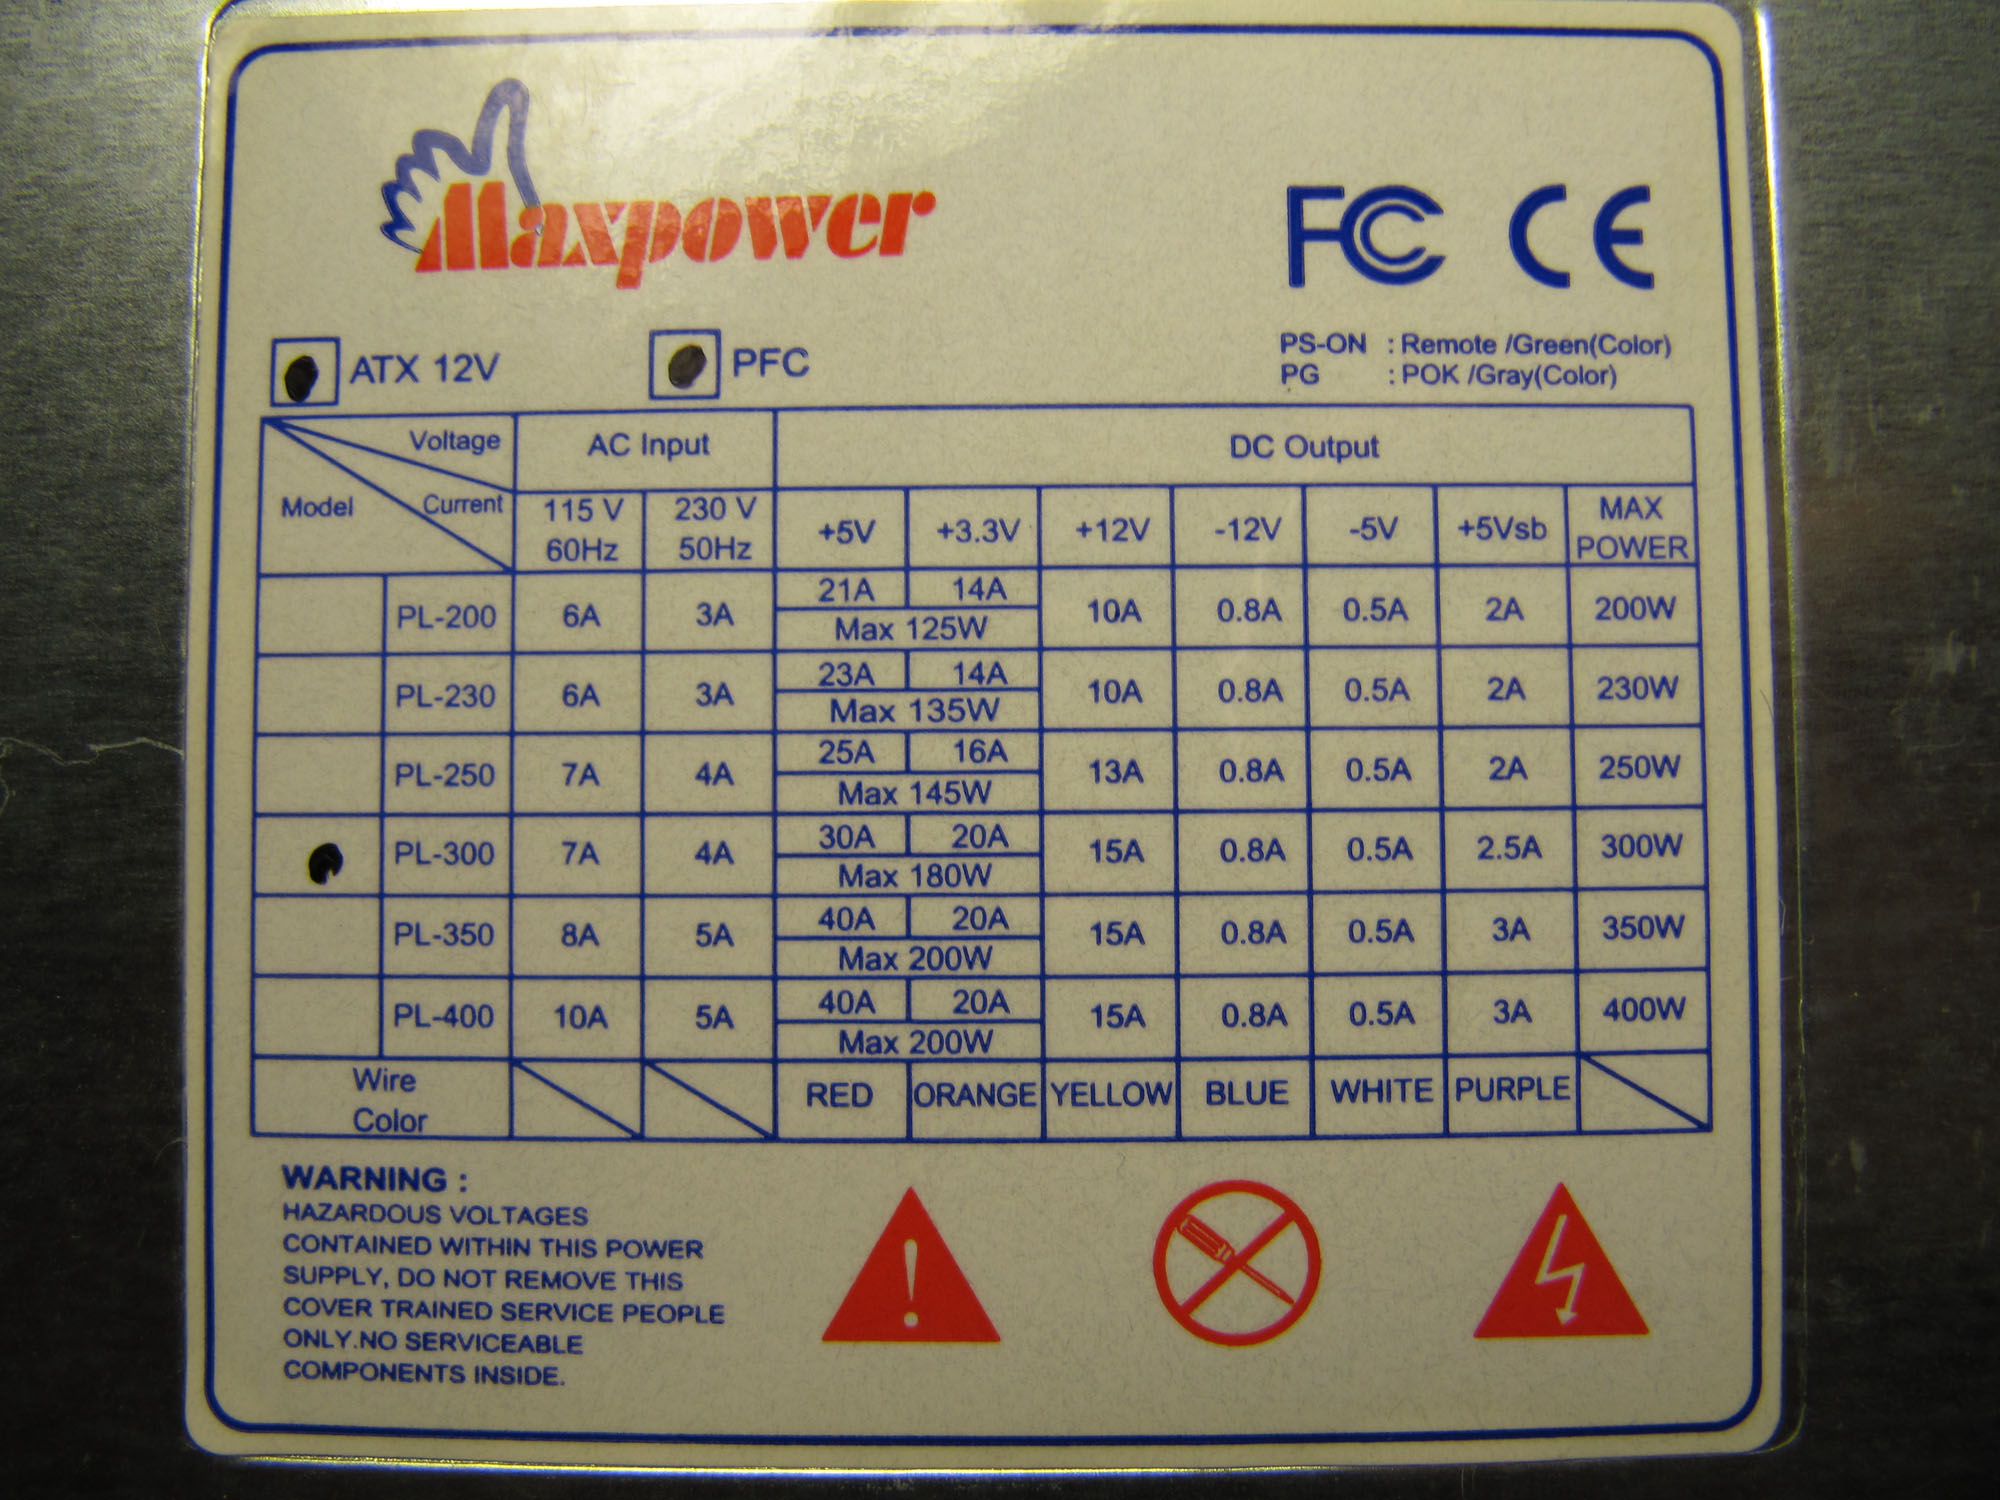 Maxpower
FC CE
PS-ON : Remote /Green(Color)
PG : POK /Gray(Color)
ATX 12V PFC
Voltage AC Input DC Output
Model Current 115 V 60Hz 230 V 50Hz +5V +3.3V +12V -12V -5V +5Vsb MAX POWER
PL-200 6A 3A 21A 14A Max 125W 10A 0.8A 0.5A 2A 200W
PL-230 6A 3A 23A 14A Max 135W 10A 0.8A 0.5A 2A 230W
PL-250 7A 4A 25A 16A Max 145W 13A 0.8A 0.5A 2A 250W
PL-300 7A 4A 30A 20A Max 180W 15A 0.8A 0.5A 2.5A 300W
PL-350 8A 5A 40A 20A Max 200W 15A 0.8A 0.5A 3A 350W
PL-400 10A 5A 40A 20A Max 200W 15A 0.8A 0.5A 3A 400W
Wire Color RED ORANGE YELLOW BLUE WHITE PURPLE
WARNING :
HAZARDOUS VOLTAGES
CONTAINED WITHIN THIS POWER
SUPPLY, DO NOT REMOVE THIS
COVER TRAINED SERVICE PEOPLE
ONLY.NO SERVICEABLE
COMPONENTS INSIDE.